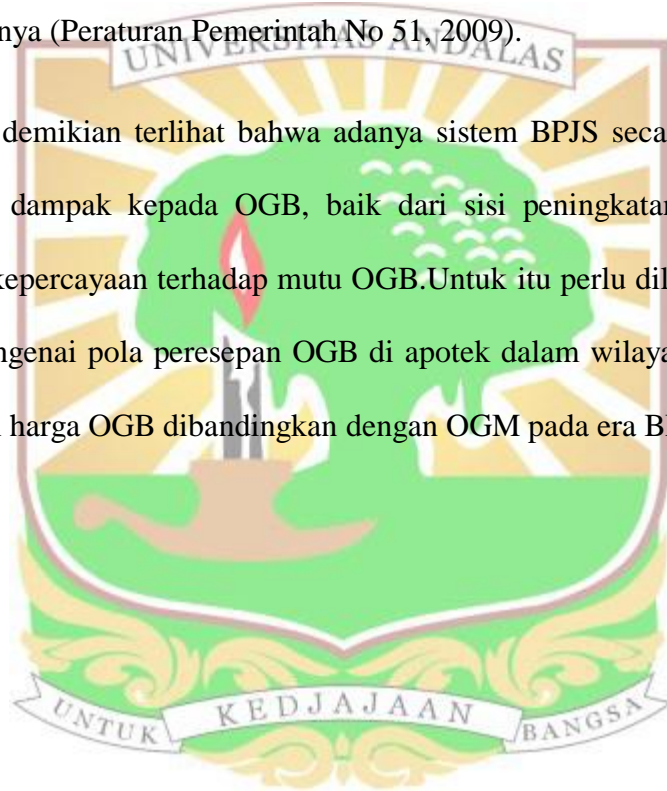 nya (Peraturan Pemerintah No 51, 2009).
UNIVERSITAS ANDALAS
demikian terlihat bahwa adanya sistem BPJS seca
dampak kepada OGB, baik dari sisi peningkatan
kepercayaan terhadap mutu OGB.Untuk itu perlu dil
ngenai pola peresepan OGB di apotek dalam wilaya
harga OGB dibandingkan dengan OGM pada era B
UNTUK KEDJAJAAN BANGSA